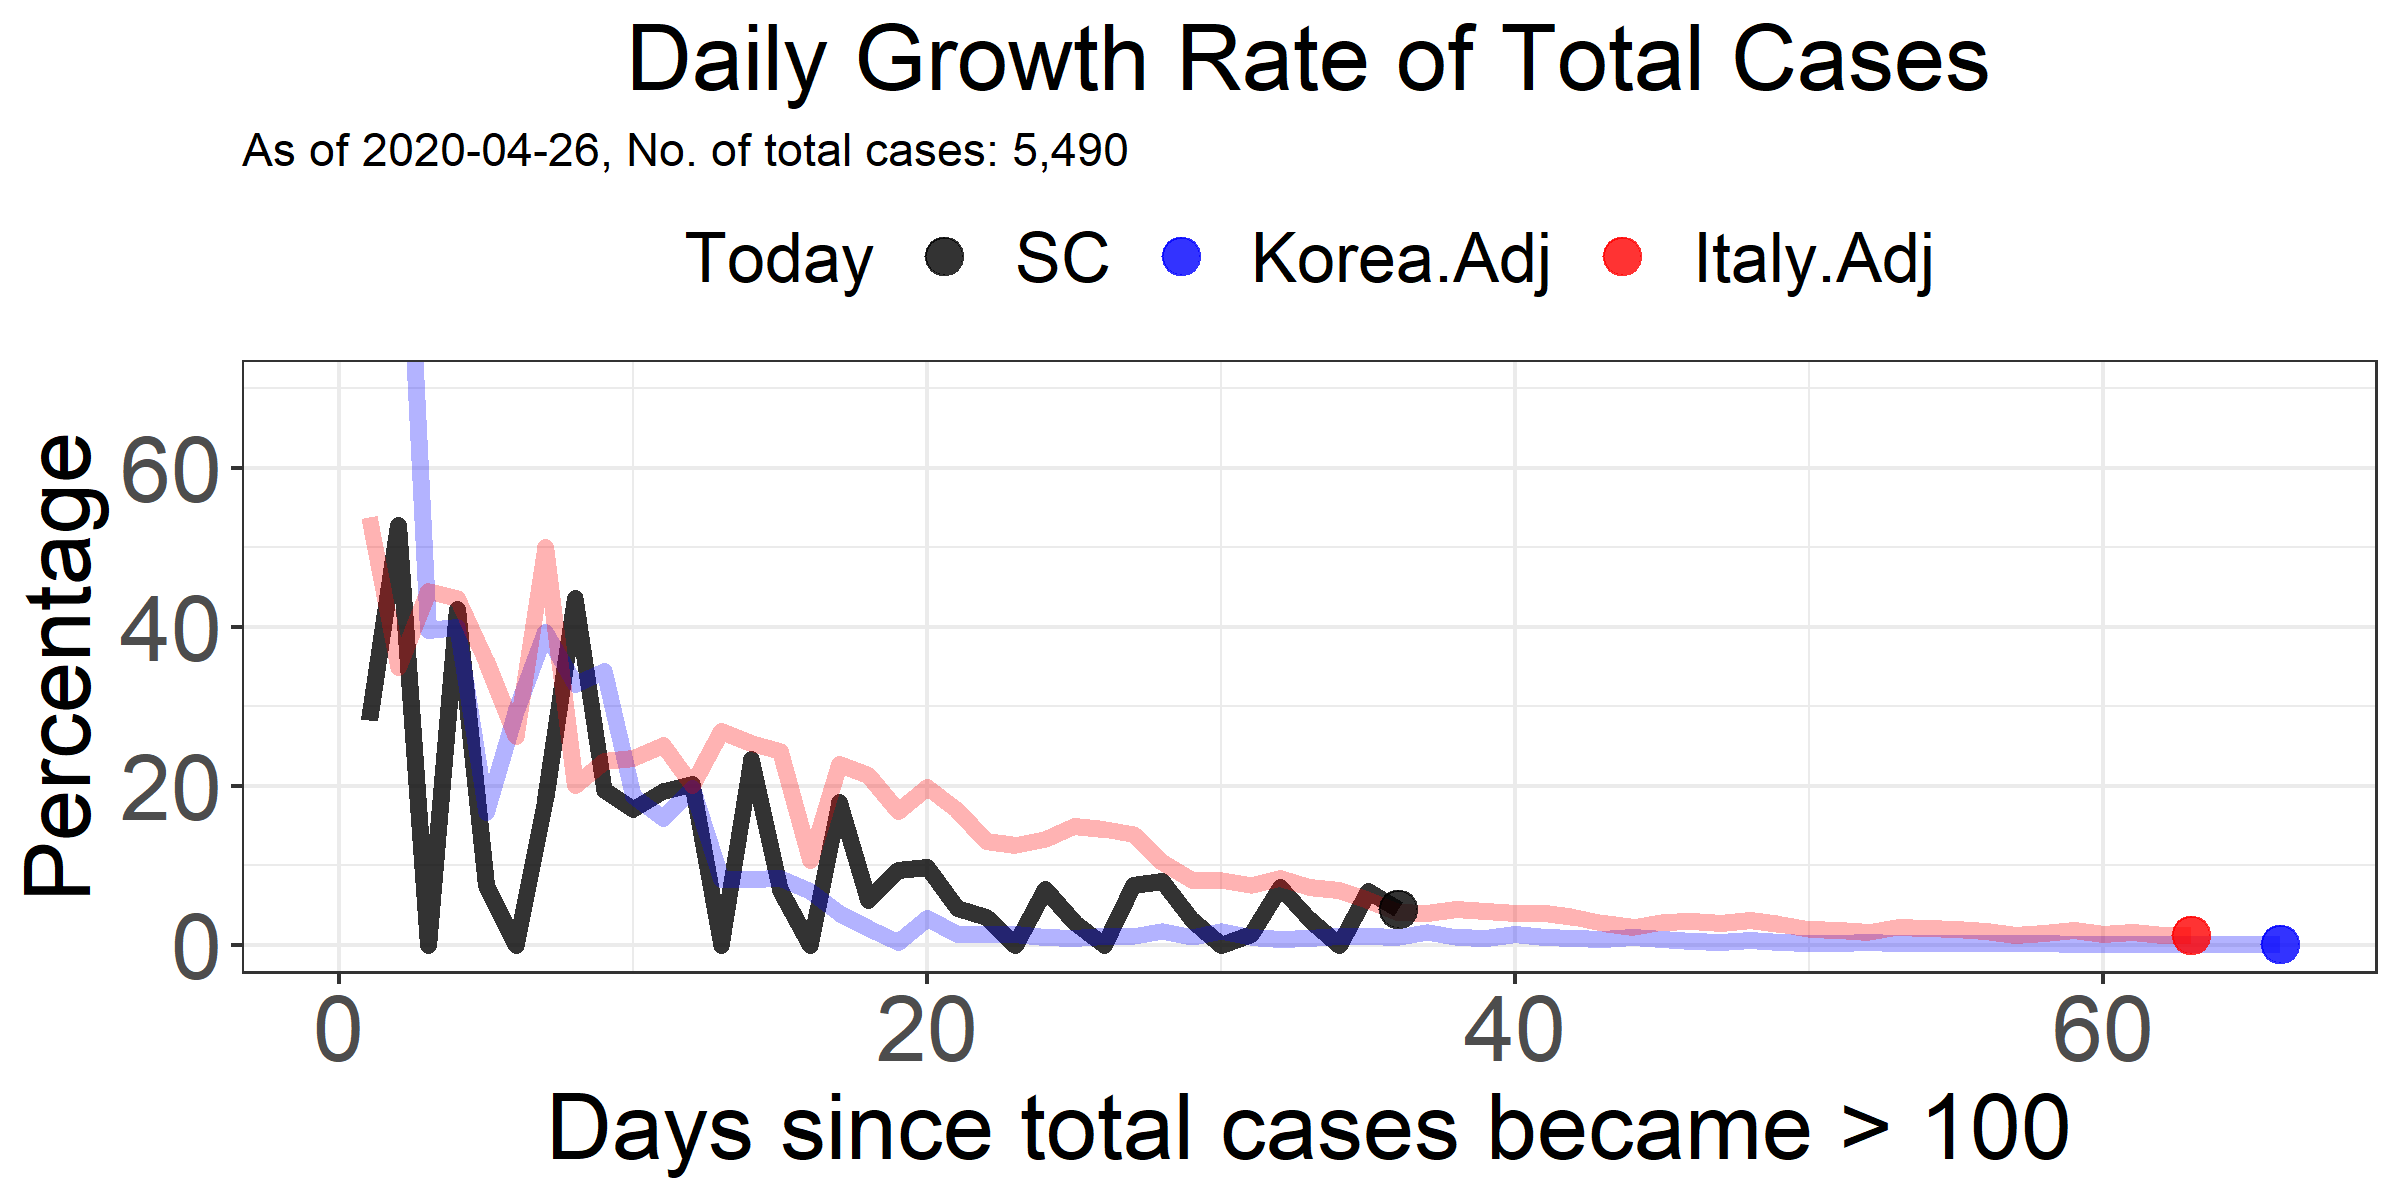 Daily Growth Rate of Total Cases
As of 2020-04-26, No. of total cases: 5,490
Today SC Korea.Adj Italy.Adj
Percentage
60
40
20
0
0 20 40 60
Days since total cases became > 100